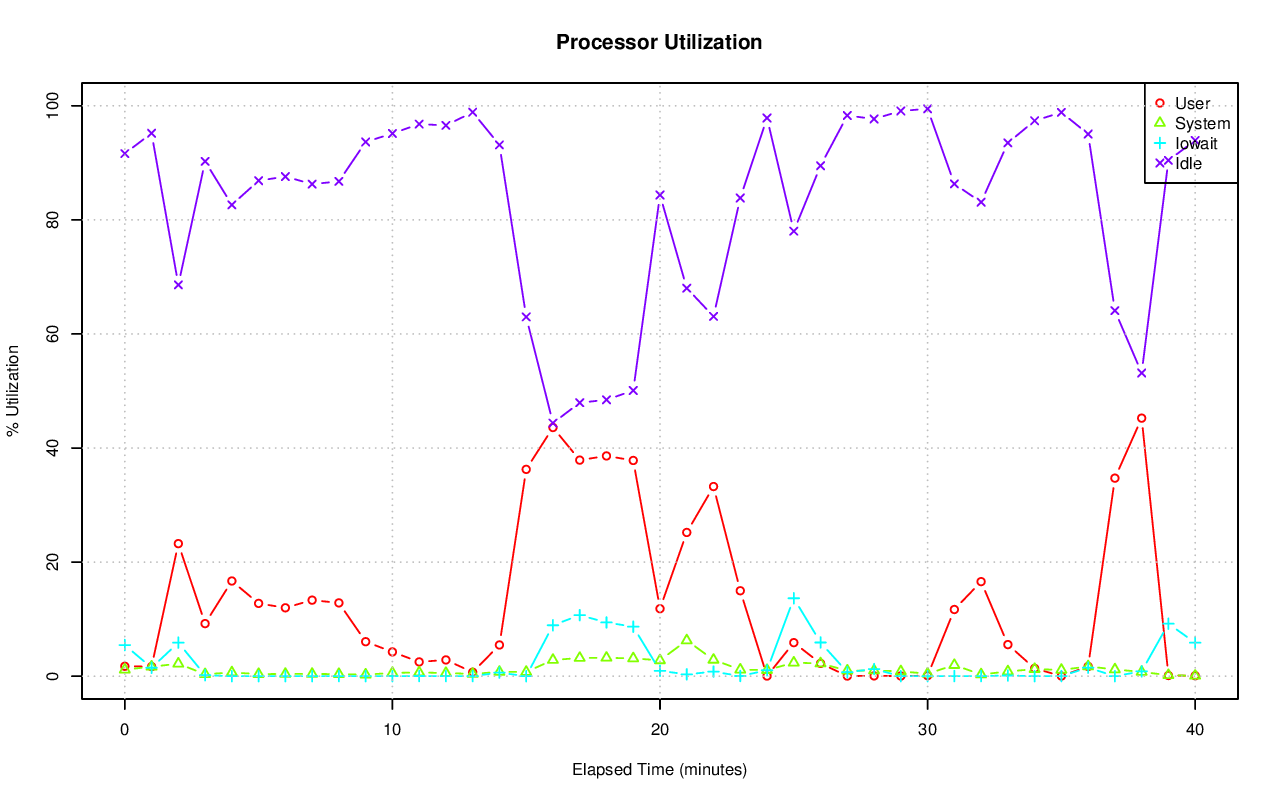 Processor Utilization
% Utilization
100
80
60
40
20
0
User
System
Iowait
Idle
0 10 20 30 40
Elapsed Time (minutes)